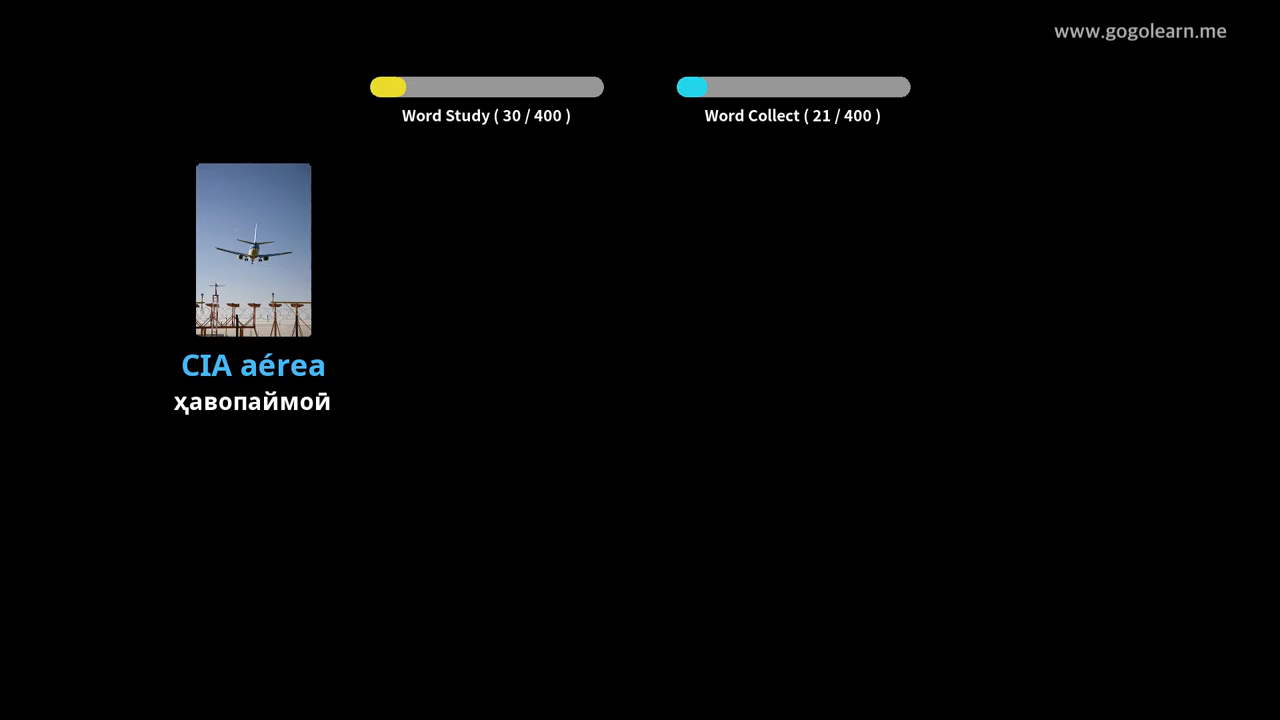 www.gogolearn.me
Word Study ( 30 / 400 )
Word Collect ( 21 / 400 )
CIA aérea
ҳавопаймоӣ